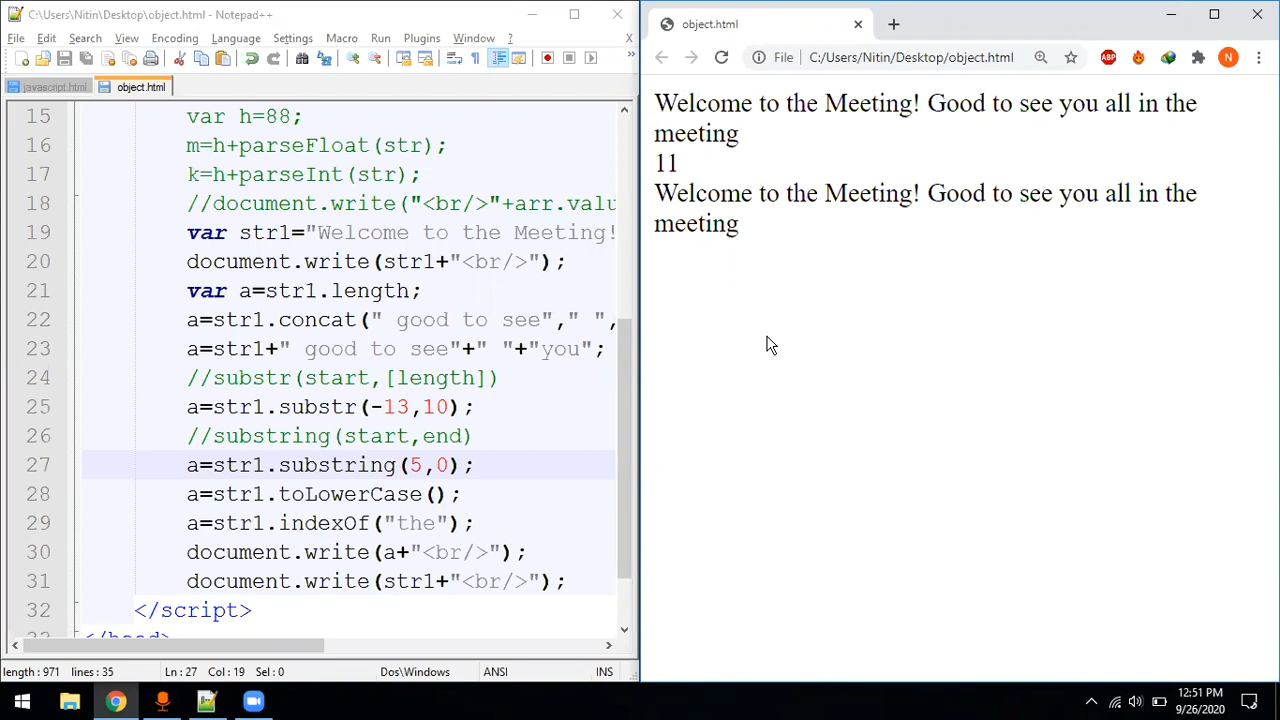 C:\Users\Nitin\Desktop\object.html - Notepad++
File Edit Search View Encoding Language Settings Macro Run Plugins Window ? X
javascript.html object.html
15 var h=88;
16 m=h+parseFloat(str);
17 k=h+parseInt(str);
18 //document.write("<br/>"+arr.valu
19 var str1="Welcome to the Meeting!
20 document.write(str1+"<br/>");
21 var a=str1.length;
22 a=str1.concat(" good to see"," ",
23 a=str1+" good to see"+" "+"you";
24 //substr(start,[length])
25 a=str1.substr(-13,10);
26 //substring(start,end)
27 a=str1.substring(5,0);
28 a=str1.toLowerCase();
29 a=str1.indexOf("the");
30 document.write(a+"<br/>");
31 document.write(str1+"<br/>");
32 </script>
33 </head>
length : 971 lines : 35 Ln : 27 Col : 19 Sel : 0 Dos\Windows ANSI INS
object.html
File C:/Users/Nitin/Desktop/object.html ABP N
Welcome to the Meeting! Good to see you all in the
meeting
11
Welcome to the Meeting! Good to see you all in the
meeting
12:51 PM
9/26/2020